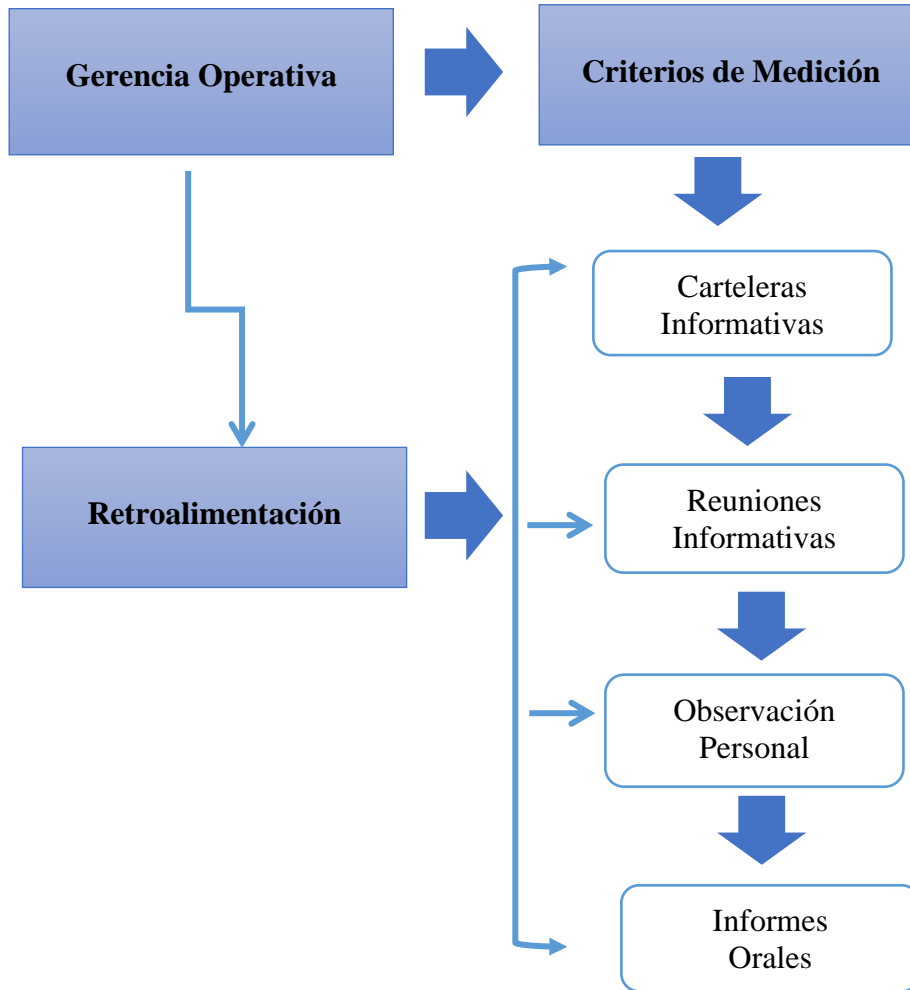 Gerencia Operativa
Criterios de Medición
Carteleras
Informativas
Retroalimentación
Reuniones
Informativas
Observación
Personal
Informes
Orales